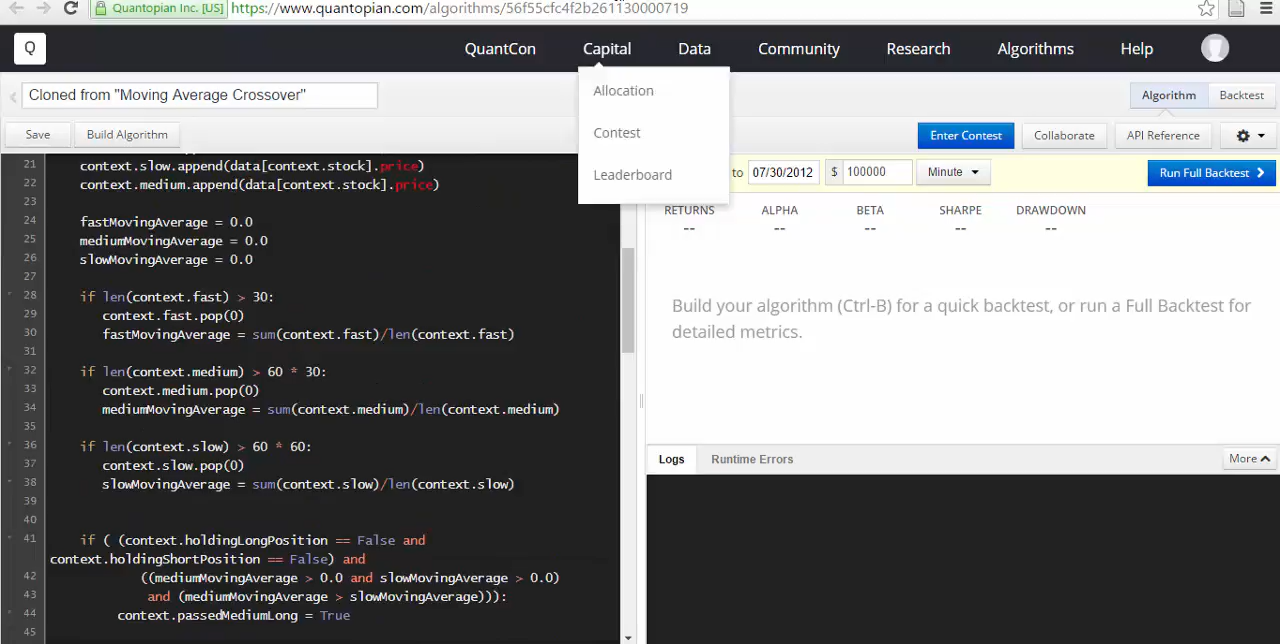 Quantopian Inc. [US] https://www.quantopian.com/algorithms/56f55cfc4f2b261130000719
Q QuantCon Capital Data Community Research Algorithms Help
Allocation
Contest
Leaderboard
Cloned from "Moving Average Crossover"
Algorithm Backtest
Save Build Algorithm
Enter Contest Collaborate API Reference
to 07/30/2012 $ 100000 Minute Run Full Backtest
RETURNS ALPHA BETA SHARPE DRAWDOWN
-- -- -- -- --
Build your algorithm (Ctrl-B) for a quick backtest, or run a Full Backtest for
detailed metrics.
Logs Runtime Errors More
21 context.slow.append(data[context.stock].price)
22 context.medium.append(data[context.stock].price)
23
24 fastMovingAverage = 0.0
25 mediumMovingAverage = 0.0
26 slowMovingAverage = 0.0
27
28 if len(context.fast) > 30:
29 context.fast.pop(0)
30 fastMovingAverage = sum(context.fast)/len(context.fast)
31
32 if len(context.medium) > 60 * 30:
33 context.medium.pop(0)
34 mediumMovingAverage = sum(context.medium)/len(context.medium)
35
36 if len(context.slow) > 60 * 60:
37 context.slow.pop(0)
38 slowMovingAverage = sum(context.slow)/len(context.slow)
39
40
41 if ( (context.holdingLongPosition == False and
context.holdingShortPosition == False) and
42 ((mediumMovingAverage > 0.0 and slowMovingAverage > 0.0)
43 and (mediumMovingAverage > slowMovingAverage))):
44 context.passedMediumLong = True
45